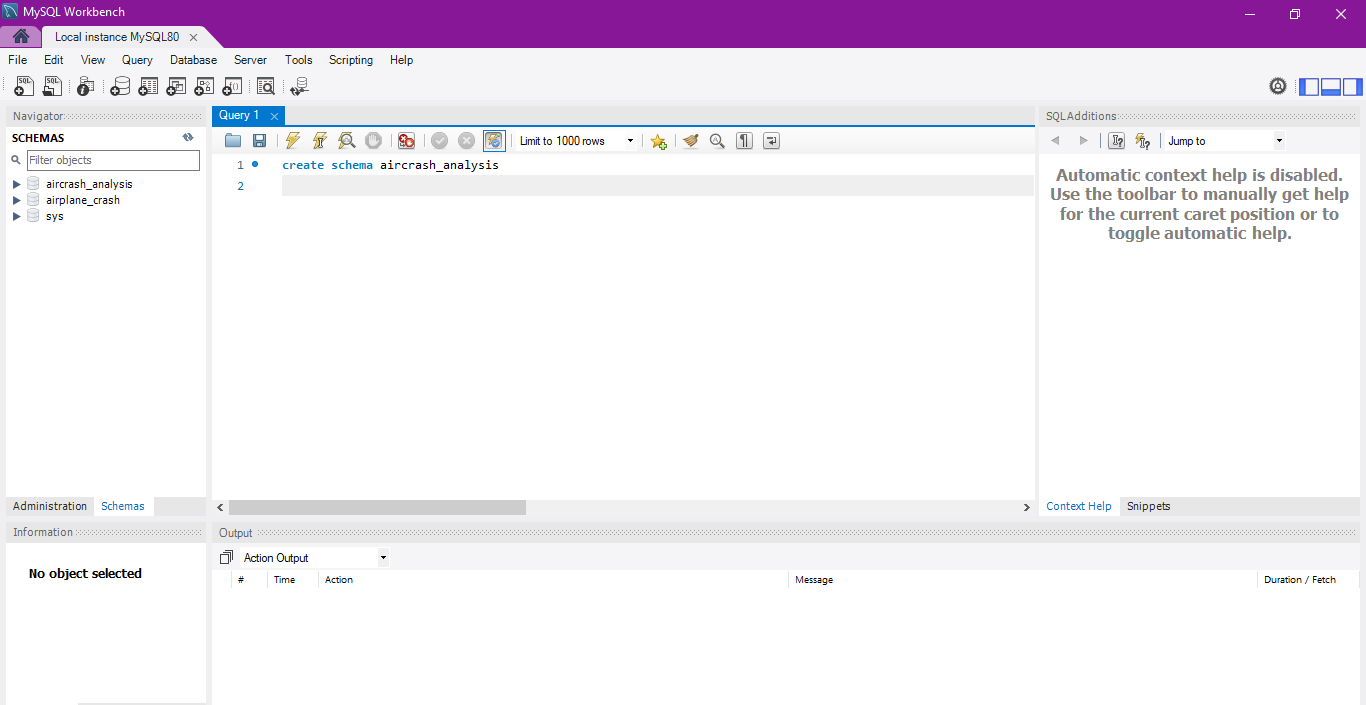 MySQL Workbench
Local instance MySQL80
File Edit View Query Database Server Tools Scripting Help
Navigator
SCHEMAS
Filter objects
aircrash_analysis
airplane_crash
sys
Administration Schemas
Information
No object selected
Query 1
Limit to 1000 rows
1 create schema aircrash_analysis
2
Output
Action Output
# Time Action Message Duration / Fetch
SQLAdditions
Jump to
Automatic context help is disabled.
Use the toolbar to manually get help
for the current caret position or to
toggle automatic help.
Context Help Snippets